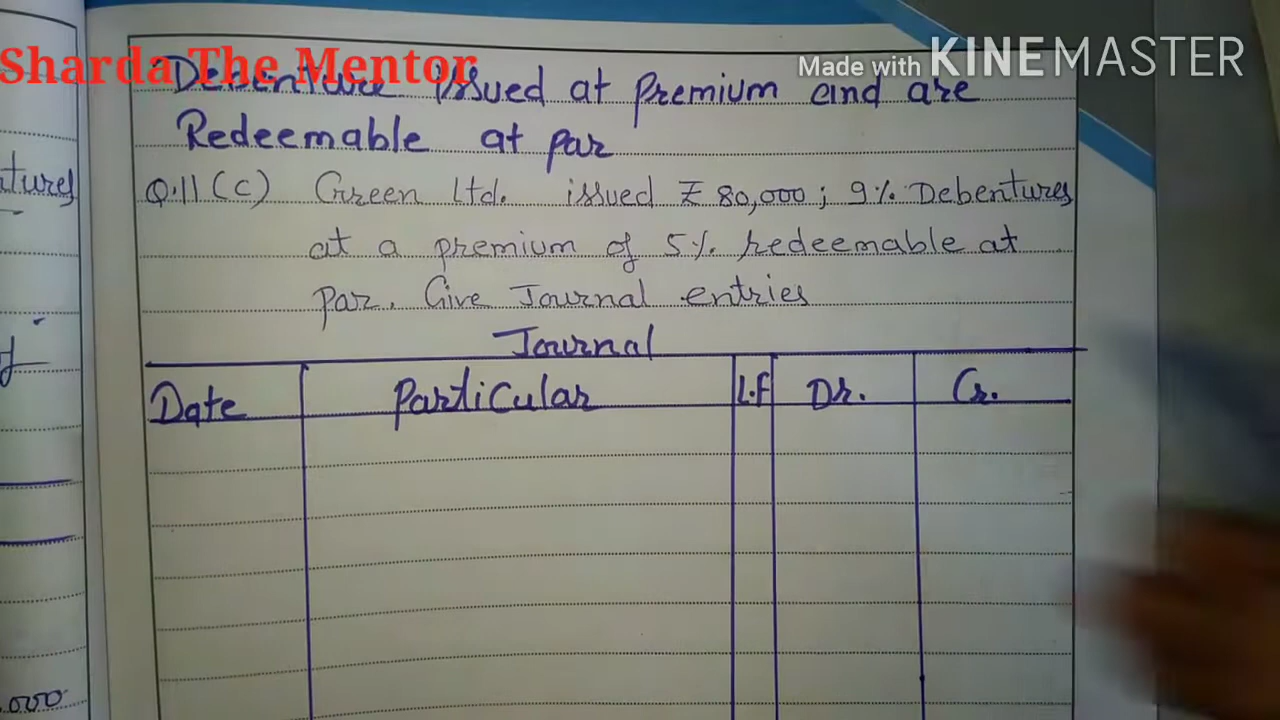 Sharda The Mentor
Made with KINEMASTER
Debenture Issued at Premium and are
Redeemable at par
Q.11 (C) Green Ltd. issued ₹ 80,000; 9% Debentures
at a premium of 5% redeemable at
par. Give Journal entries
Journal
Date Particular L.F Dr. Cr.
tures
000